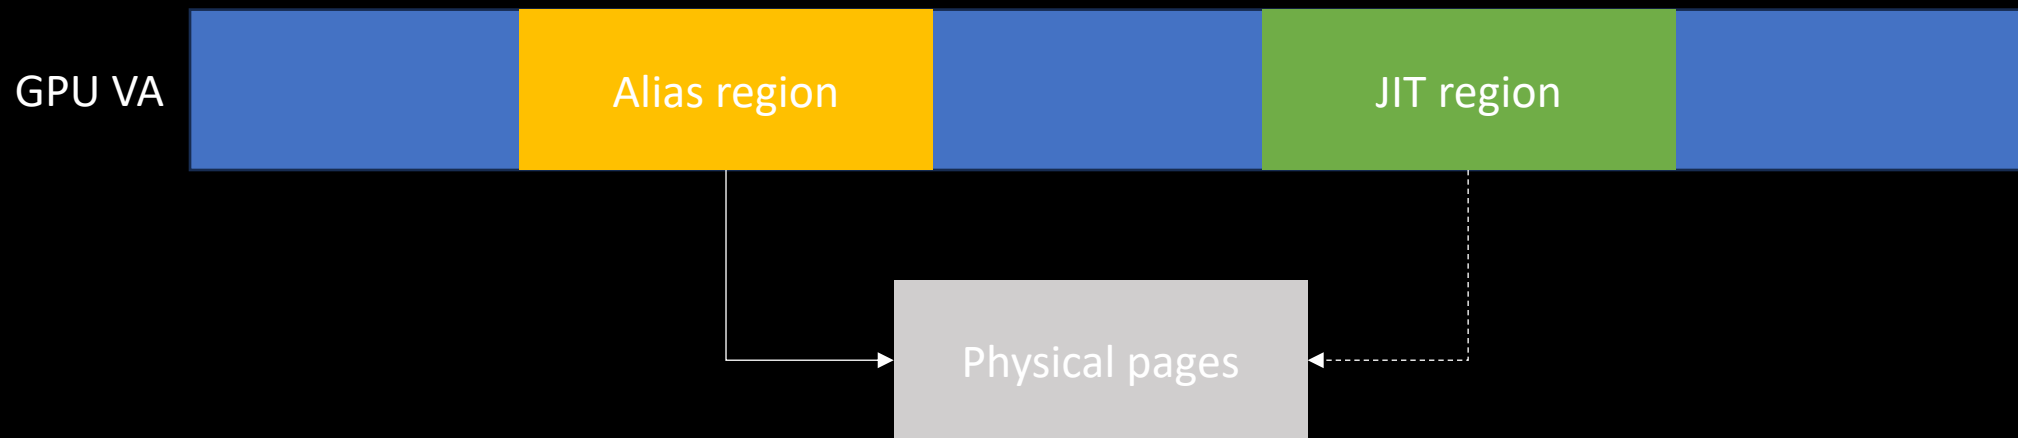 GPU VA
Alias region
JIT region
Physical pages